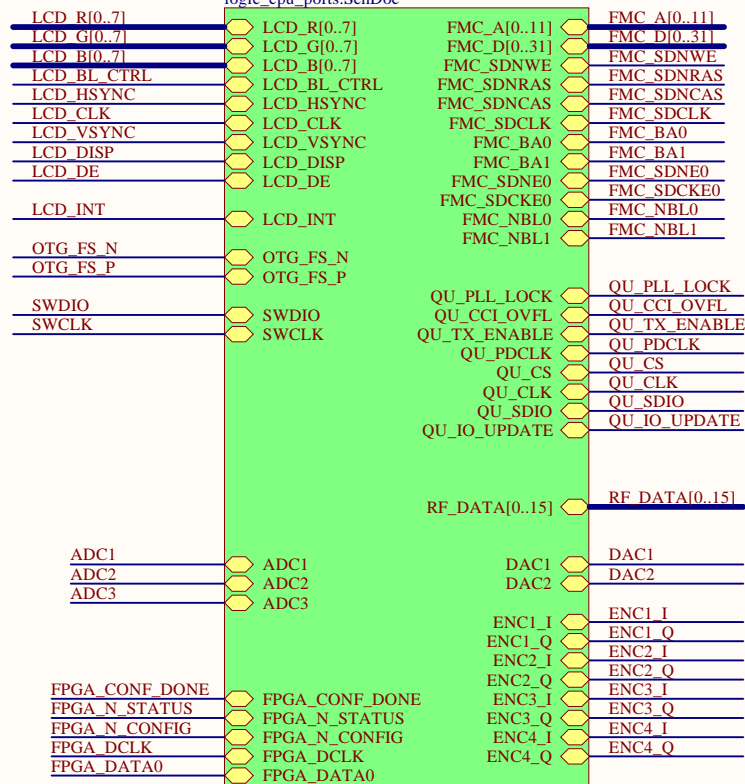 logic_cpu_ports.SchDoc
LCD_R[0..7]
LCD_G[0..7]
LCD_B[0..7]
LCD_BL_CTRL
LCD_HSYNC
LCD_CLK
LCD_VSYNC
LCD_DISP
LCD_DE
LCD_INT
OTG_FS_N
OTG_FS_P
SWDIO
SWCLK
ADC1
ADC2
ADC3
FPGA_CONF_DONE
FPGA_N_STATUS
FPGA_N_CONFIG
FPGA_DCLK
FPGA_DATA0
LCD_R[0..7]
LCD_G[0..7]
LCD_B[0..7]
LCD_BL_CTRL
LCD_HSYNC
LCD_CLK
LCD_VSYNC
LCD_DISP
LCD_DE
LCD_INT
OTG_FS_N
OTG_FS_P
SWDIO
SWCLK
ADC1
ADC2
ADC3
FPGA_CONF_DONE
FPGA_N_STATUS
FPGA_N_CONFIG
FPGA_DCLK
FPGA_DATA0
FMC_A[0..11]
FMC_D[0..31]
FMC_SDNWE
FMC_SDNRAS
FMC_SDNCAS
FMC_SDCLK
FMC_BA0
FMC_BA1
FMC_SDNE0
FMC_SDCKE0
FMC_NBL0
FMC_NBL1
QU_PLL_LOCK
QU_CCI_OVFL
QU_TX_ENABLE
QU_PDCLK
QU_CS
QU_CLK
QU_SDIO
QU_IO_UPDATE
RF_DATA[0..15]
DAC1
DAC2
ENC1_I
ENC1_Q
ENC2_I
ENC2_Q
ENC3_I
ENC3_Q
ENC4_I
ENC4_Q
FMC_A[0..11]
FMC_D[0..31]
FMC_SDNWE
FMC_SDNRAS
FMC_SDNCAS
FMC_SDCLK
FMC_BA0
FMC_BA1
FMC_SDNE0
FMC_SDCKE0
FMC_NBL0
FMC_NBL1
QU_PLL_LOCK
QU_CCI_OVFL
QU_TX_ENABLE
QU_PDCLK
QU_CS
QU_CLK
QU_SDIO
QU_IO_UPDATE
RF_DATA[0..15]
DAC1
DAC2
ENC1_I
ENC1_Q
ENC2_I
ENC2_Q
ENC3_I
ENC3_Q
ENC4_I
ENC4_Q